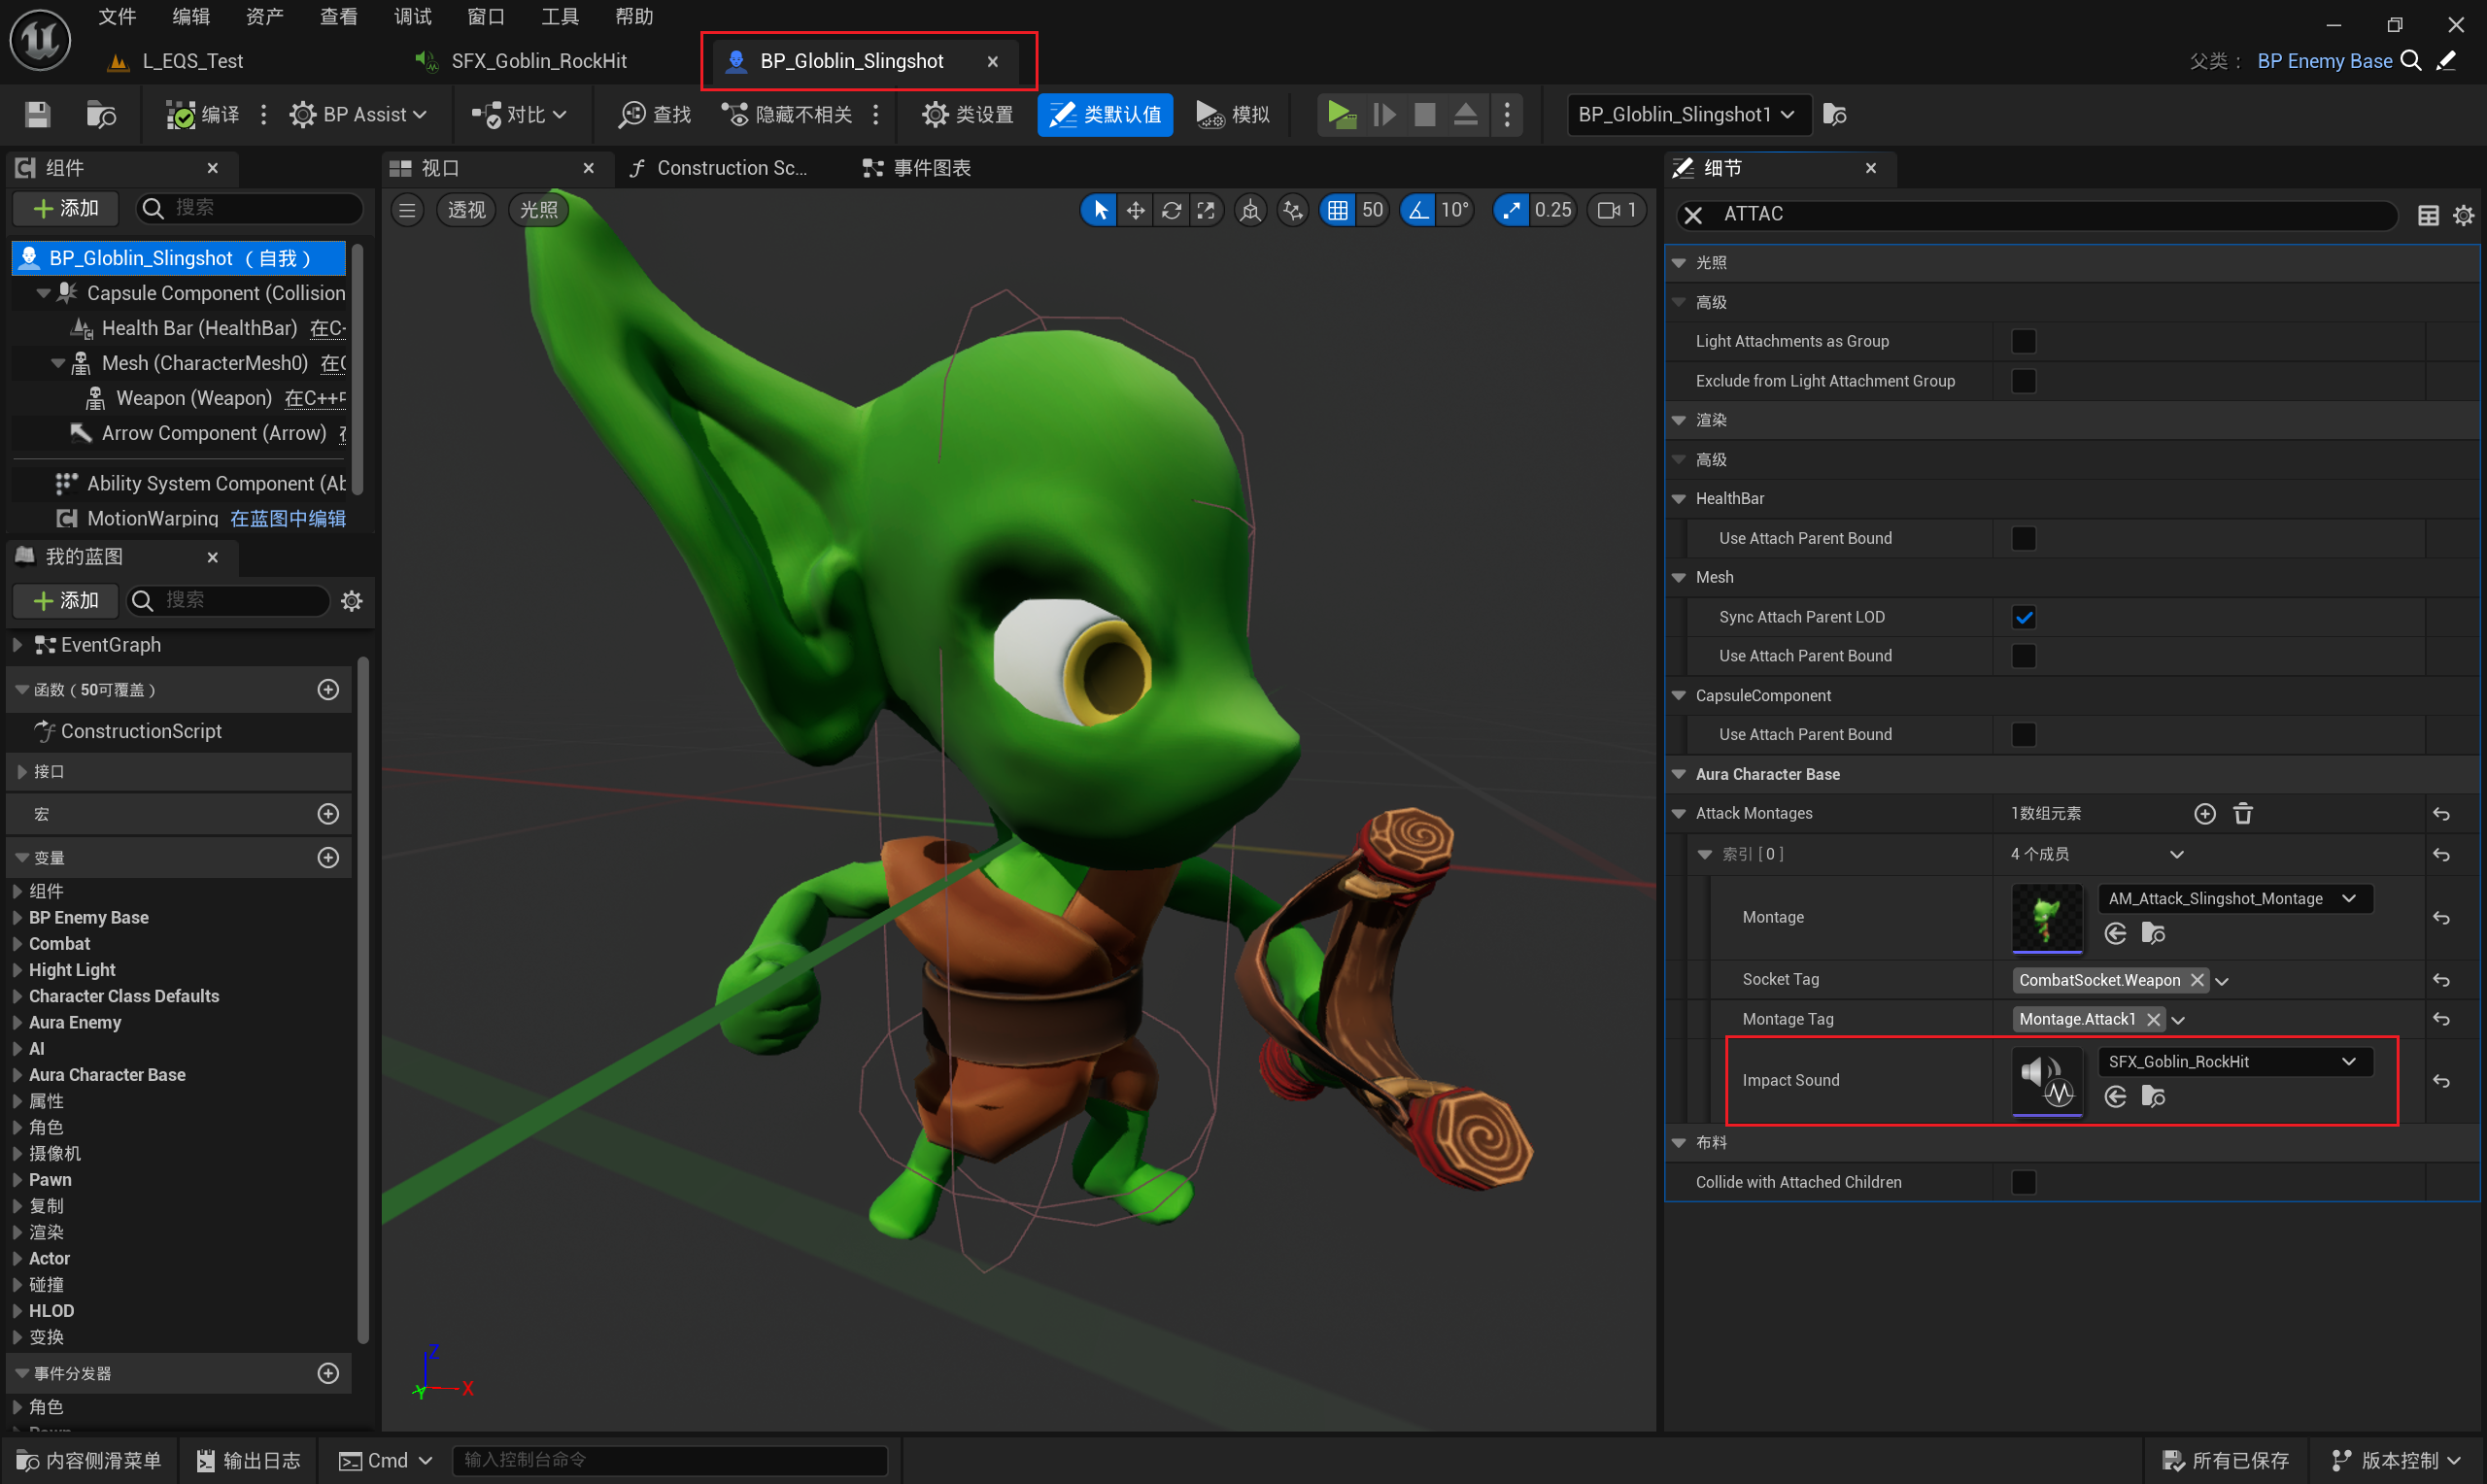 文件 编辑 资产 查看 调试 窗口 工具 帮助
L_EQS_Test SFX_Goblin_RockHit BP_Globlin_Slingshot
父类： BP Enemy Base
编译 BP Assist 对比 查找 隐藏不相关 类设置 类默认值 模拟 BP_Globlin_Slingshot1
组件
添加 搜索
BP_Globlin_Slingshot （自我）
Capsule Component (Collision
Health Bar (HealthBar) 在C+
Mesh (CharacterMesh0) 在C
Weapon (Weapon) 在C++中
Arrow Component (Arrow)
Ability System Component (Ab
MotionWarping 在蓝图中编辑
我的蓝图
添加 搜索
EventGraph
函数（50可覆盖）
ConstructionScript
接口
宏
变量
组件
BP Enemy Base
Combat
Hight Light
Character Class Defaults
Aura Enemy
AI
Aura Character Base
属性
角色
摄像机
Pawn
复制
渲染
Actor
碰撞
HLOD
变换
事件分发器
角色
视口 Construction Sc... 事件图表
透视 光照 50 10° 0.25 1
Z
Y X
细节
ATTAC
光照
高级
Light Attachments as Group
Exclude from Light Attachment Group
渲染
高级
HealthBar
Use Attach Parent Bound
Mesh
Sync Attach Parent LOD
Use Attach Parent Bound
CapsuleComponent
Use Attach Parent Bound
Aura Character Base
Attack Montages 1数组元素
索引 [ 0 ] 4 个成员
Montage AM_Attack_Slingshot_Montage
Socket Tag CombatSocket.Weapon
Montage Tag Montage.Attack1
Impact Sound SFX_Goblin_RockHit
布料
Collide with Attached Children
内容侧滑菜单 输出日志 Cmd 输入控制台命令 所有已保存 版本控制